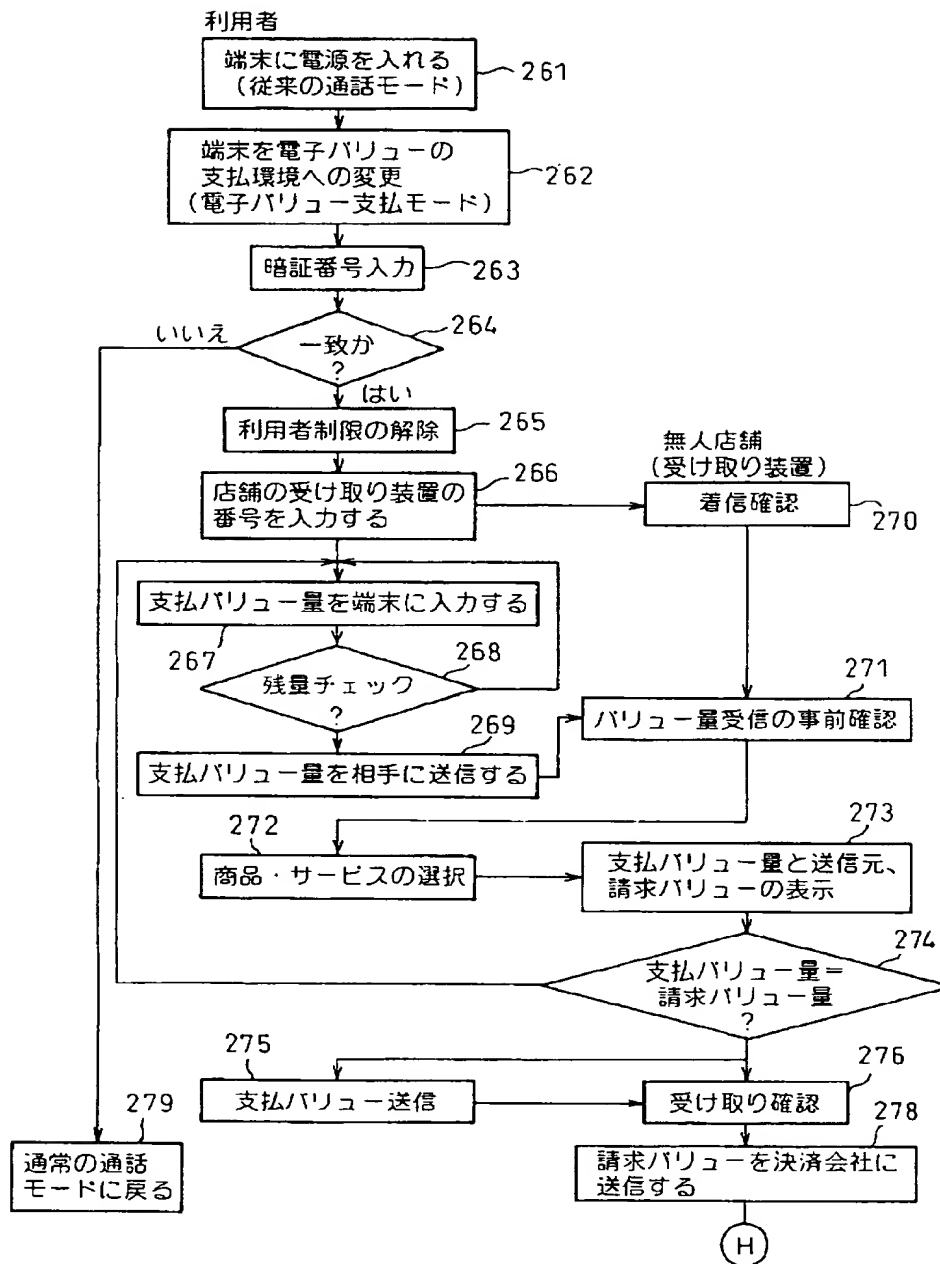 利用者
端末に電源を入れる
(従来の通話モード)
261
端末を電子バリューの
支払環境への変更
(電子バリュー支払モード)
262
暗証番号入力
263
264
いいえ
一致か
?
はい
利用者制限の解除
265
無人店舗
(受け取り装置)
店舗の受け取り装置の
番号を入力する
266
着信確認
270
支払バリュー量を端末に入力する
267
268
残量チェック
?
271
バリュー量受信の事前確認
269
支払バリュー量を相手に送信する
272
商品・サービスの選択
273
支払バリュー量と送信元、
請求バリューの表示
274
支払バリュー量=
請求バリュー量
?
275
支払バリュー送信
276
受け取り確認
278
請求バリューを決済会社に
送信する
279
通常の通話
モードに戻る
H